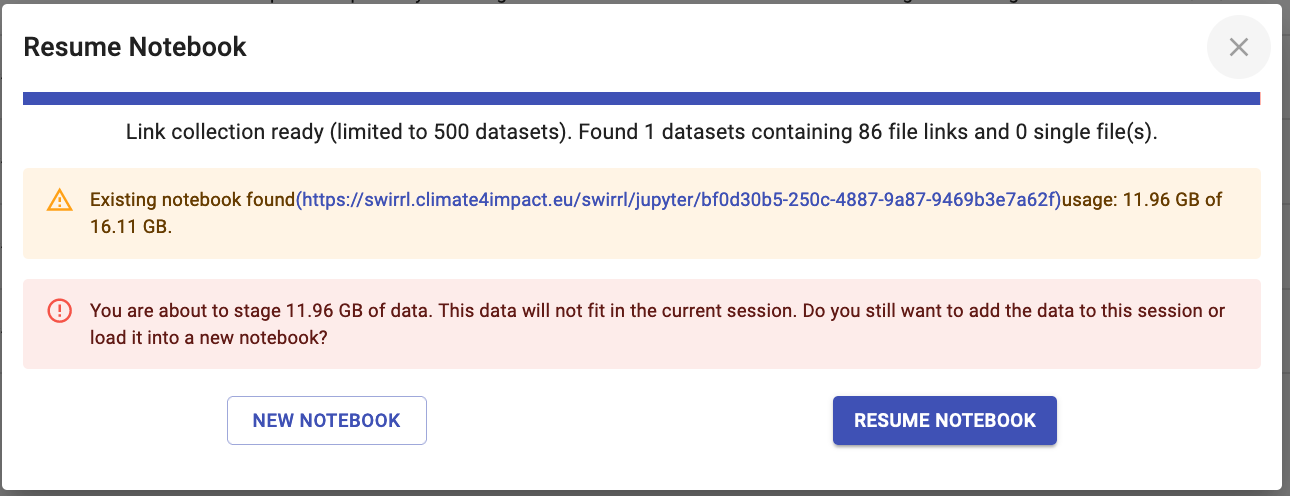 Resume Notebook
Link collection ready (limited to 500 datasets). Found 1 datasets containing 86 file links and 0 single file(s).
Existing notebook found(https://swirrl.climate4impact.eu/swirrl/jupyter/bf0d30b5-250c-4887-9a87-9469b3e7a62f)usage: 11.96 GB of
16.11 GB.
You are about to stage 11.96 GB of data. This data will not fit in the current session. Do you still want to add the data to this session or
load it into a new notebook?
NEW NOTEBOOK
RESUME NOTEBOOK